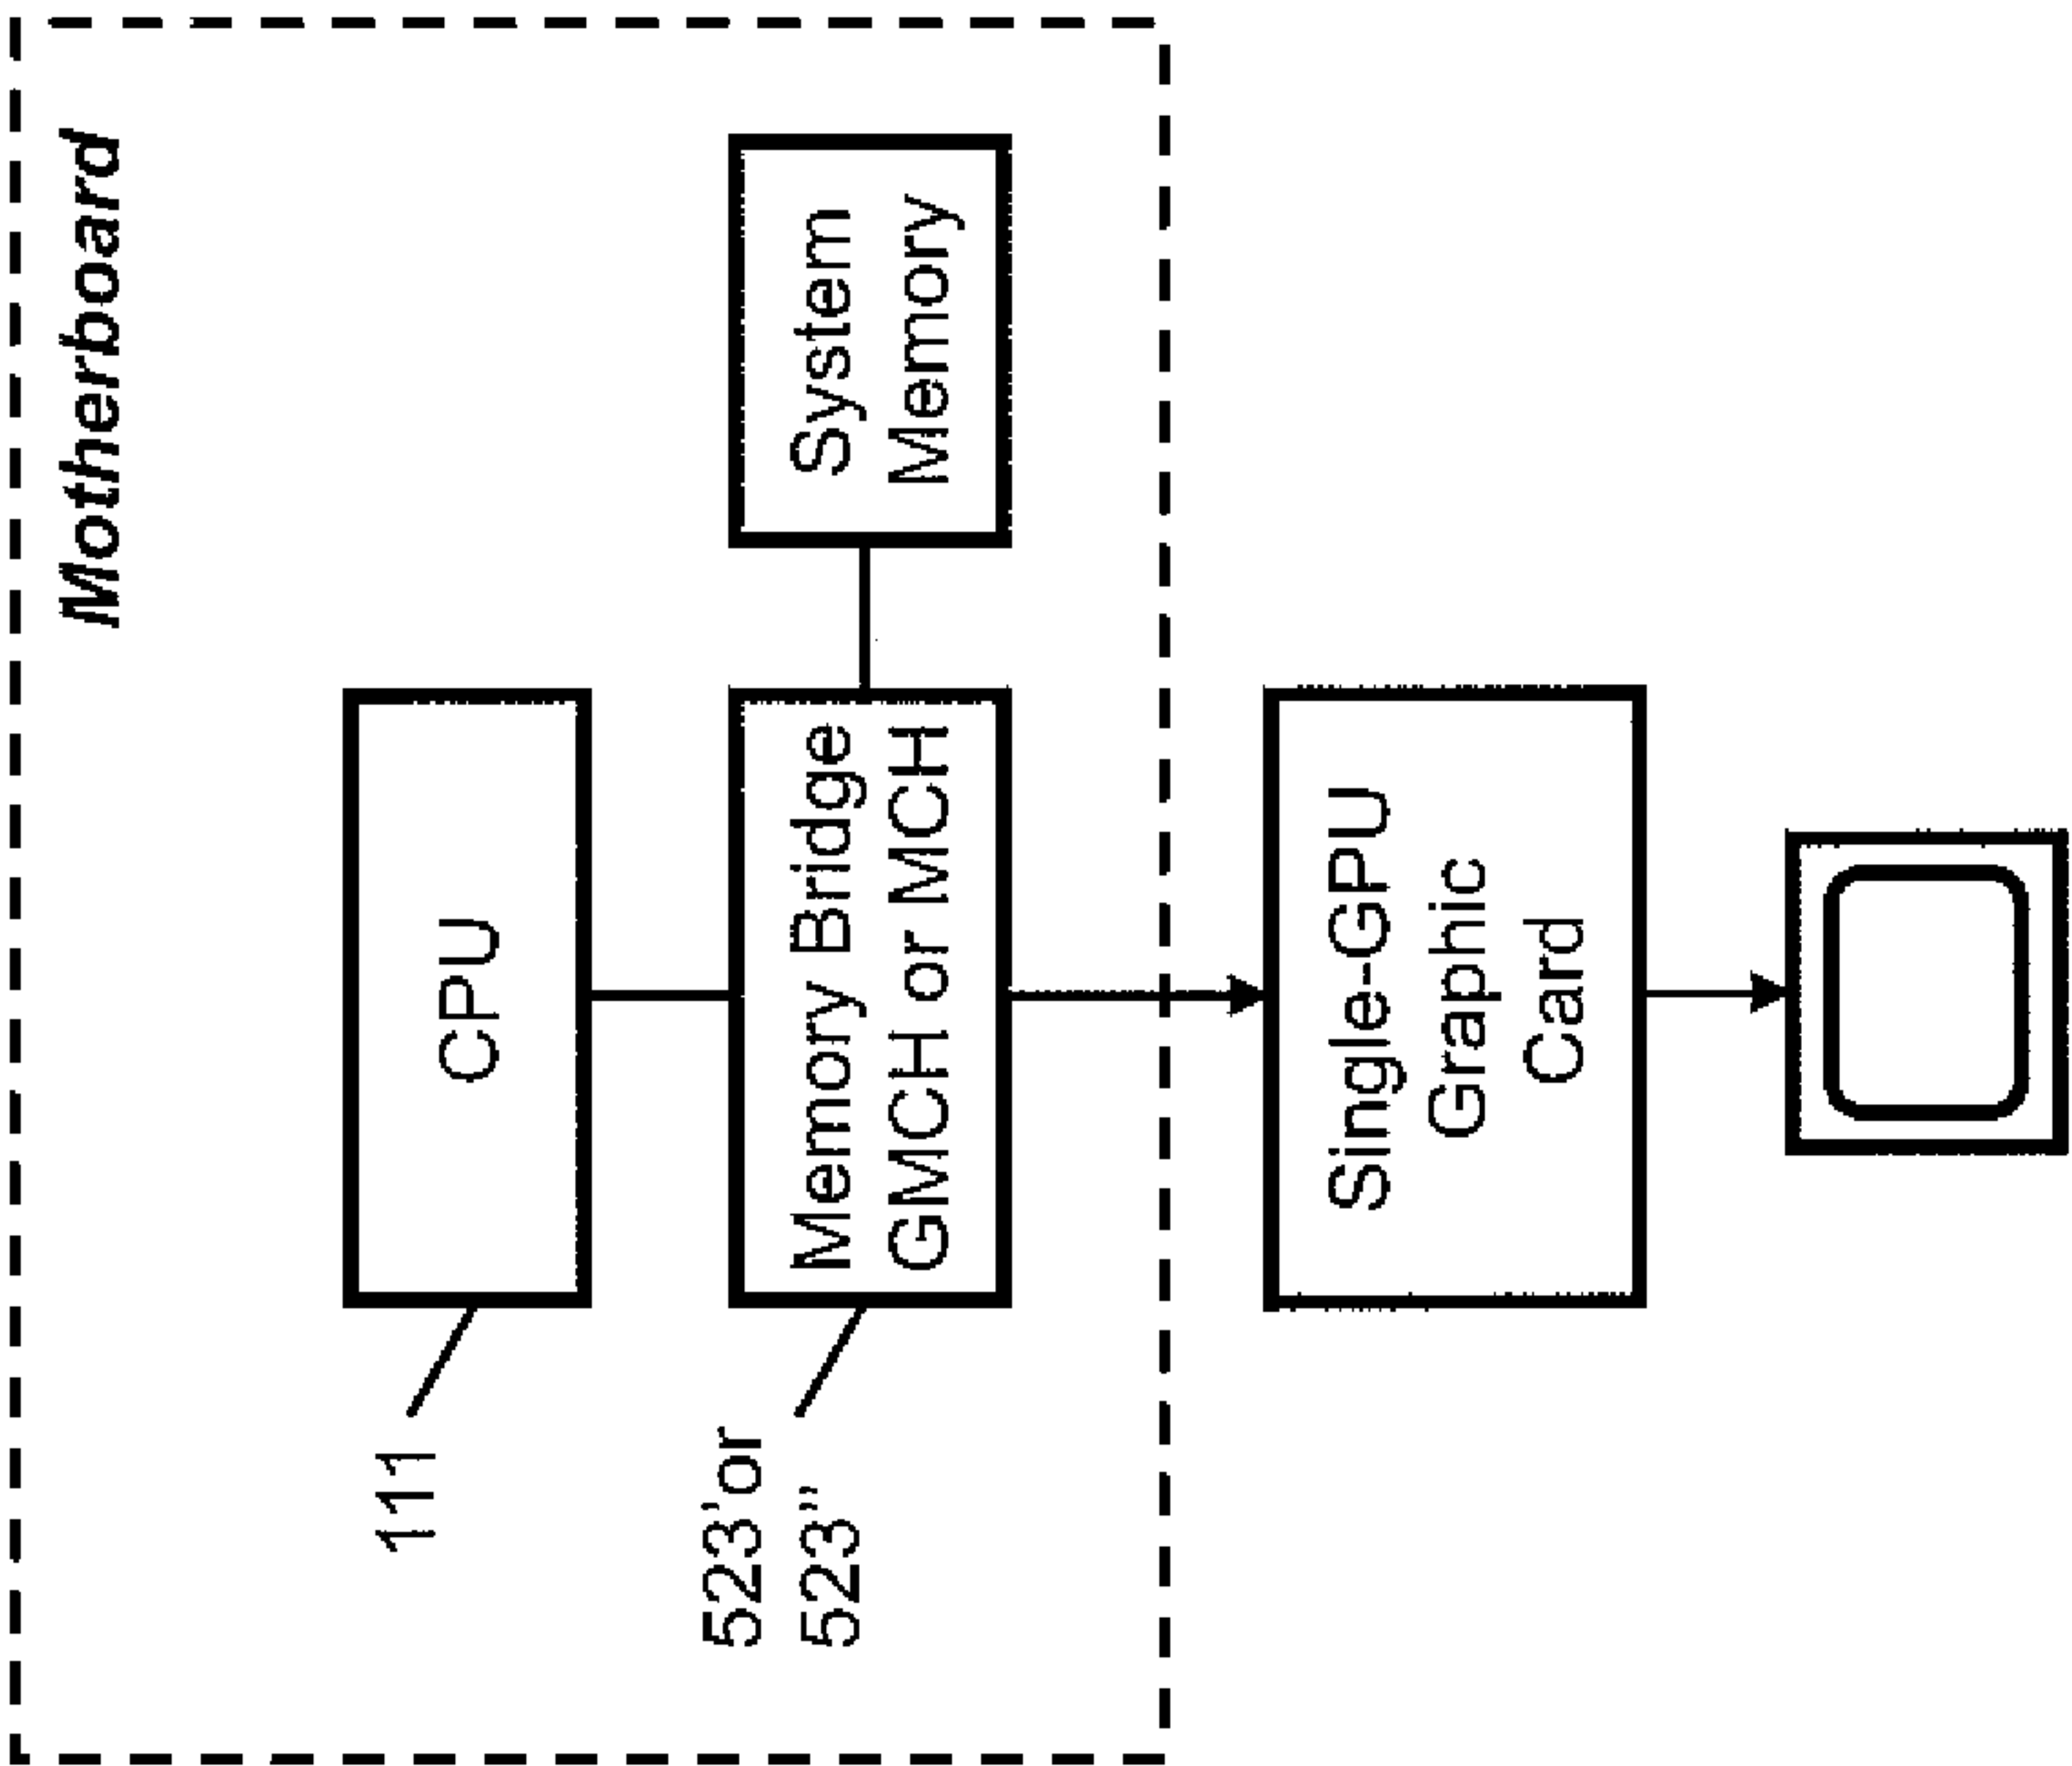 Motherboard
CPU
111
System
Memory
Memory Bridge
GMCH or MCH
523'or
523”
Single-GPU
Graphic
Card